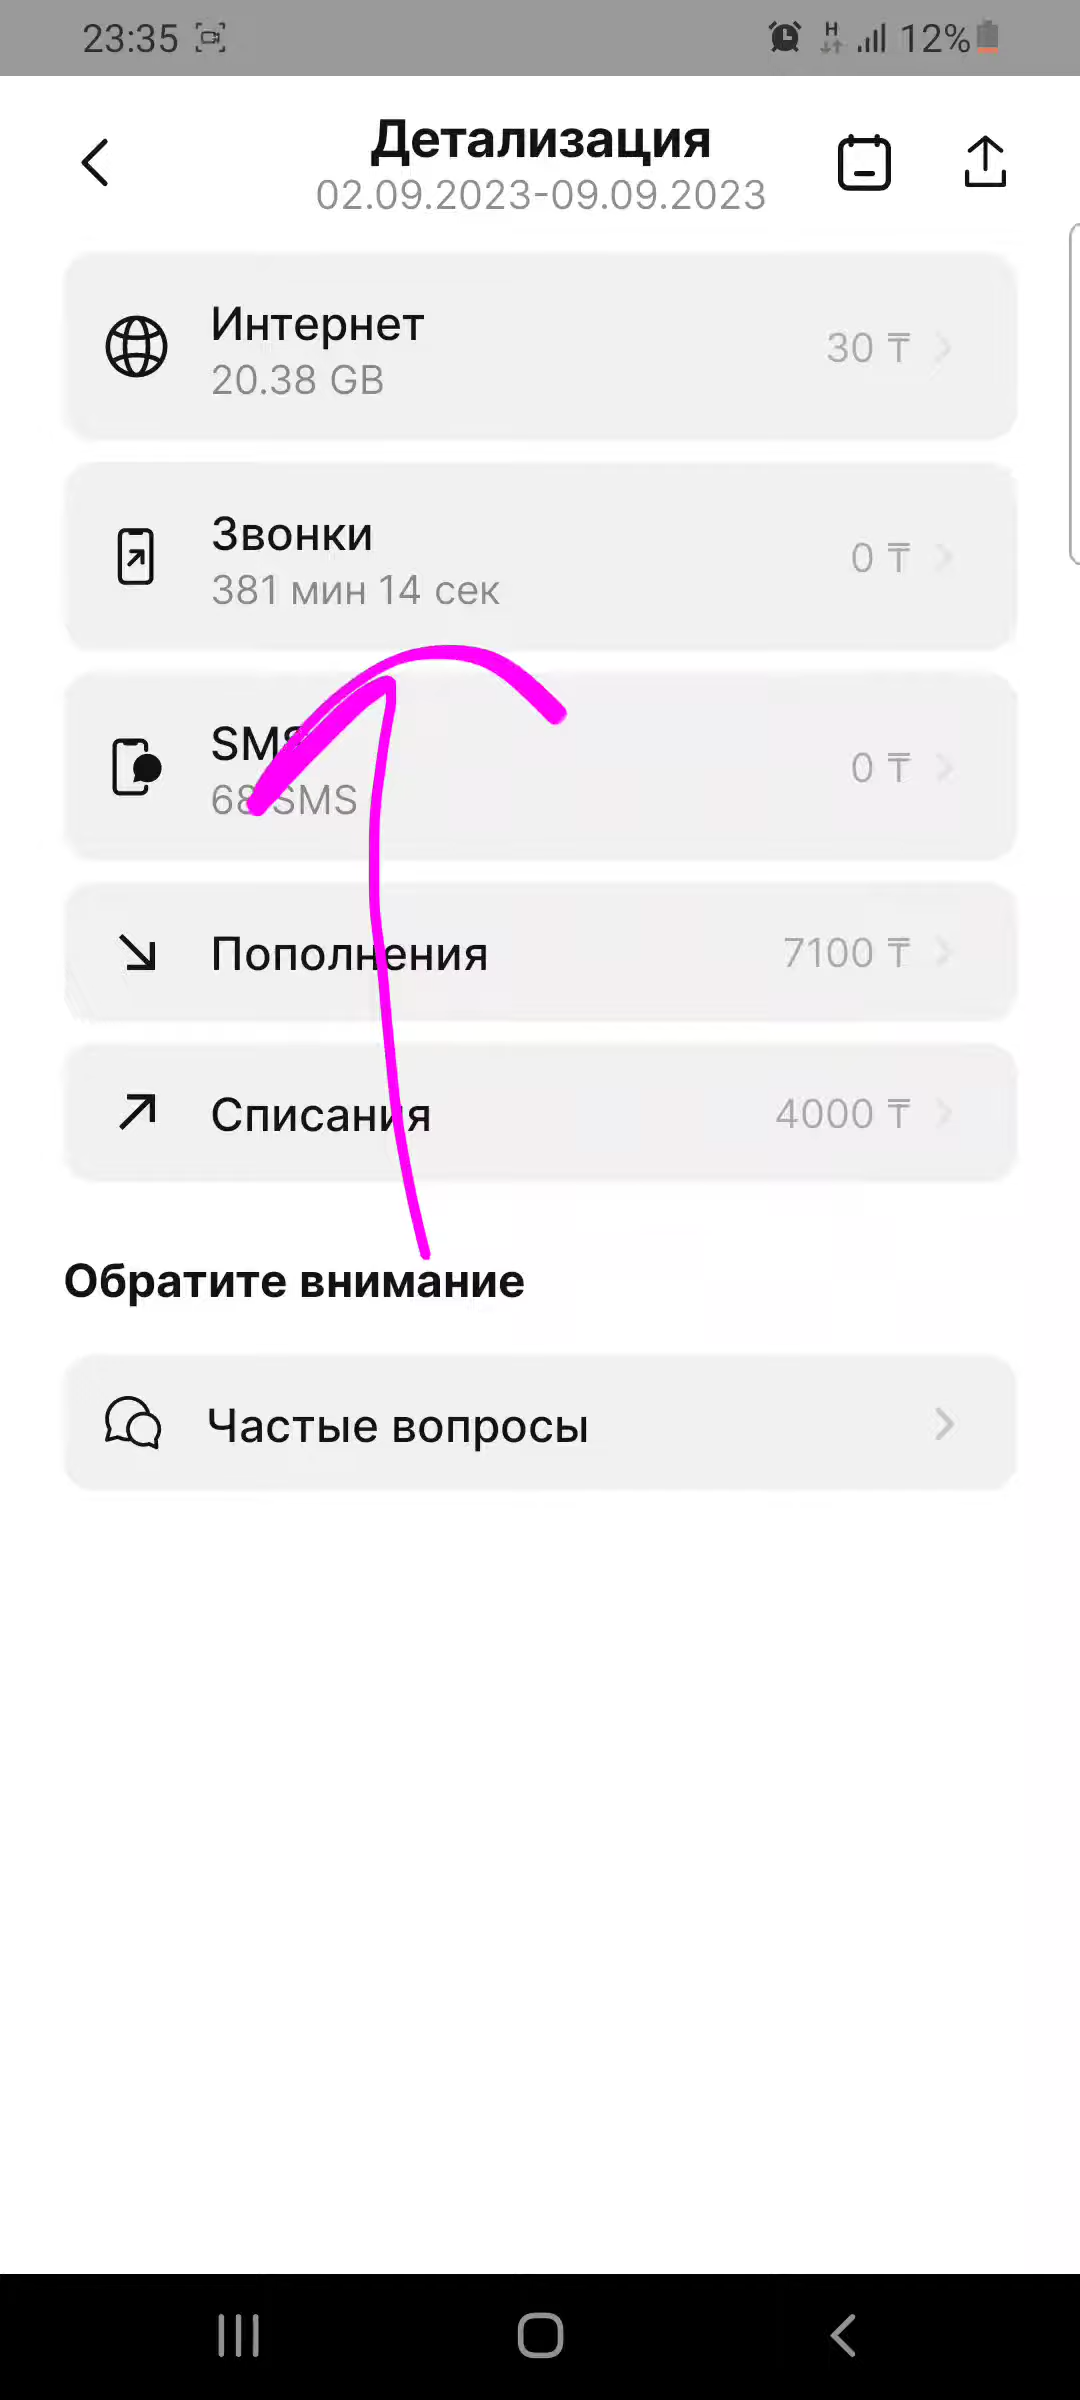 23:35
H
12%
Детализация
02.09.2023-09.09.2023
Интернет
20.38 GB
30 ₸
Звонки
381 мин 14 сек
0 ₸
SMS
68 SMS
0 ₸
Пополнения
7100 ₸
Списания
4000 ₸
Обратите внимание
Частые вопросы